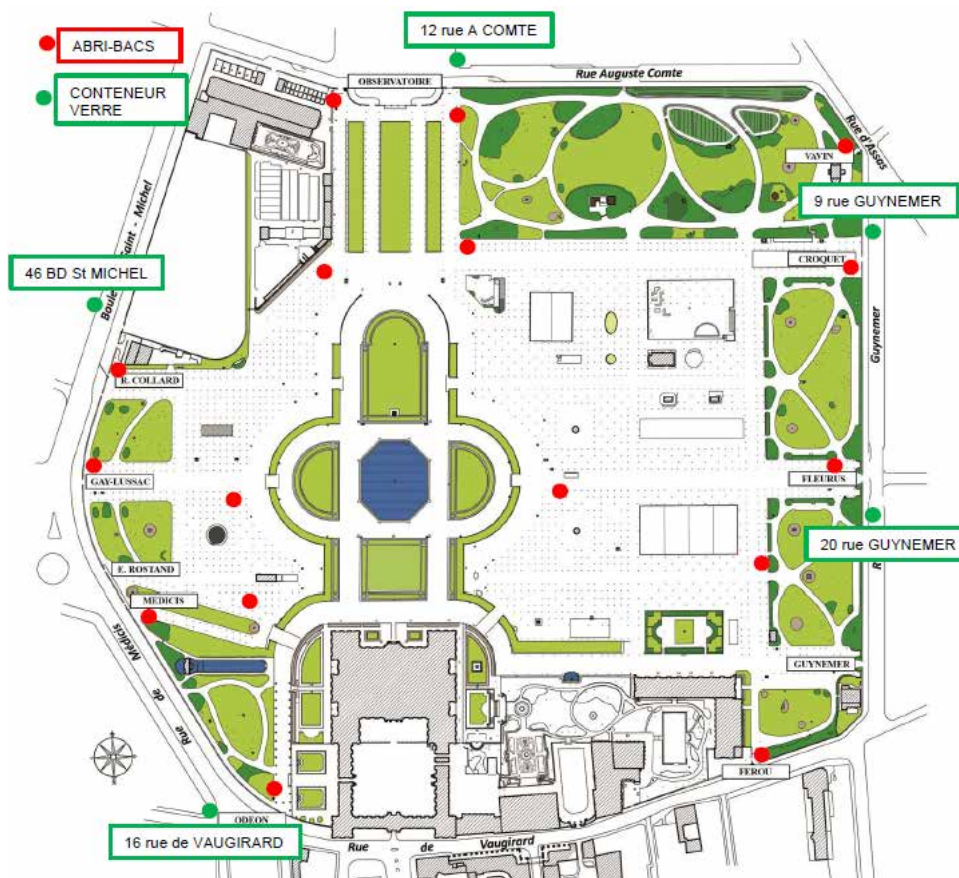 12 rue A COMTE
ABRI-BACS
CONTENEUR
VERRE
Rue Auguste Comte
OBSERVATOIRE
Rue d'Assas
VAVIN
9 rue GUYNEMER
46 BD St MICHEL
Saint - Michel
CROQUET
Guynemer
R. COLLARD
GAY-LUSSAC
FLEURUS
20 rue GUYNEMER
E. ROSTAND
MEDICIS
Rue de Médicis
GUYNEMER
FEROU
ODEON
16 rue de VAUGIRARD
Rue de Vaugirard